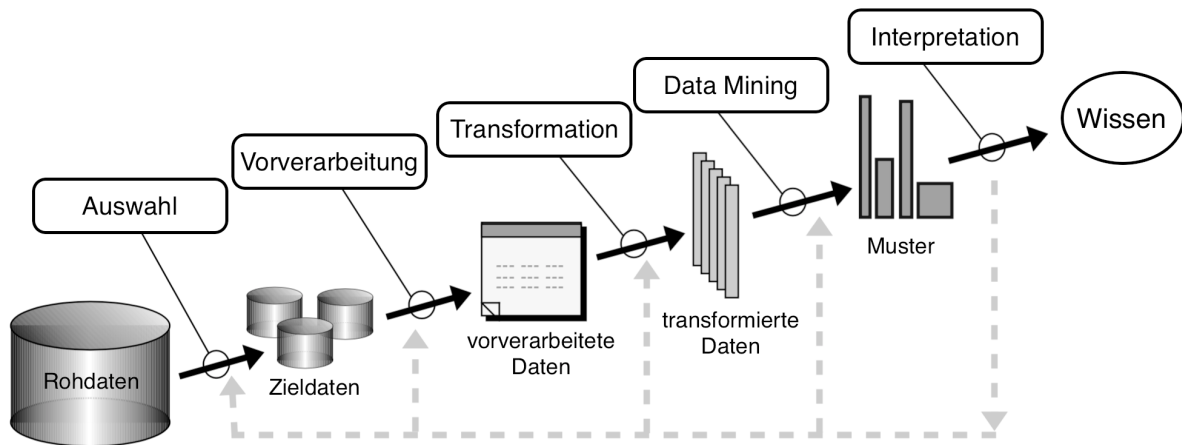 Interpretation
Data Mining
Wissen
Transformation
Vorverarbeitung
Auswahl
Muster
transformierte
Daten
vorverarbeitete
Daten
Rohdaten
Zieldaten